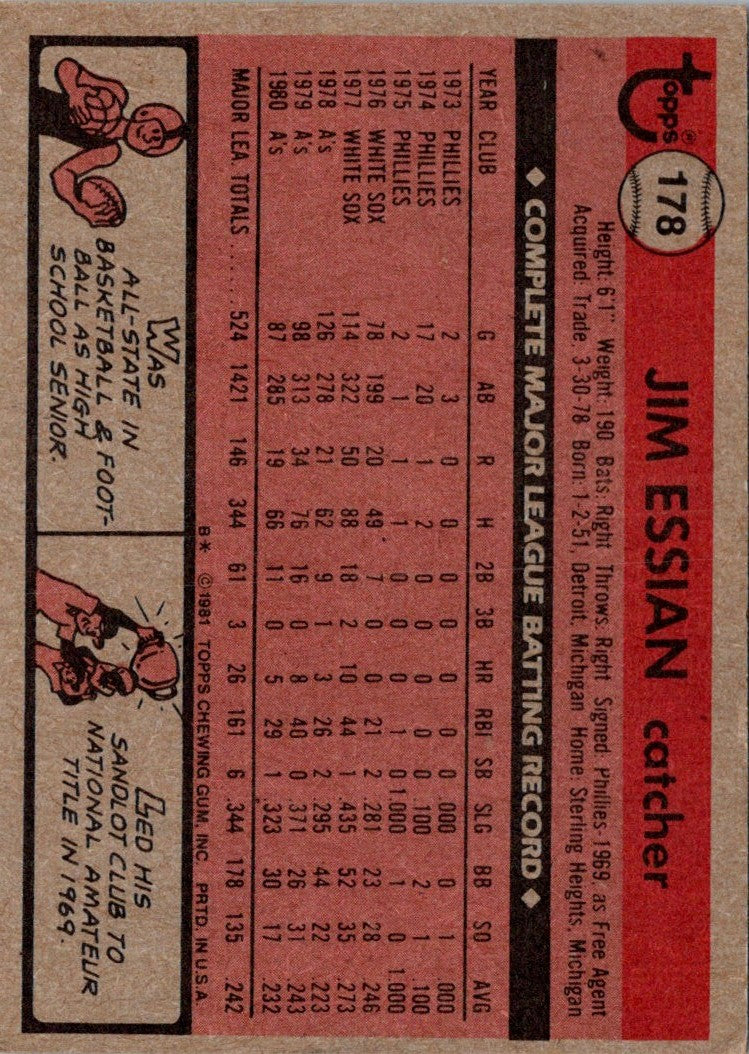 topps®
178
JIM ESSIAN catcher
Height: 6'1" Weight: 190 Bats: Right Throws: Right Signed: Phillies-1969, as Free Agent
Acquired: Trade, 3-30-78 Born: 1-2-51, Detroit, Michigan Home: Sterling Heights, Michigan
◆ COMPLETE MAJOR LEAGUE BATTING RECORD ◆
YEAR CLUB G AB R H 2B 3B HR RBI SB SLG BB SO AVG
1973 PHILLIES 2 3 0 0 0 0 0 0 0 .000 0 1 .000
1974 PHILLIES 17 20 1 2 0 0 0 0 0 .100 2 1 .100
1975 PHILLIES 2 1 1 1 0 0 0 1 0 1.000 1 0 1.000
1976 WHITE SOX 78 199 20 49 7 0 0 21 2 .281 23 28 .246
1977 WHITE SOX 114 322 50 88 18 2 10 44 1 .435 52 35 .273
1978 A's 126 278 21 62 9 1 3 26 2 .295 44 22 .223
1979 A's 98 313 34 76 16 0 8 40 0 .371 26 31 .243
1980 A's 87 285 19 66 11 0 5 29 1 .323 30 17 .232
MAJOR LEA. TOTALS ...... 524 1421 146 344 61 3 26 161 6 .344 178 135 .242
B* ©1981 TOPPS CHEWING GUM, INC. PRTD. IN U.S.A.
WAS
ALL-STATE IN
BASKETBALL & FOOT-
BALL AS HIGH
SCHOOL SENIOR.
LED HIS
SANDLOT CLUB TO
NATIONAL AMATEUR
TITLE IN 1969.